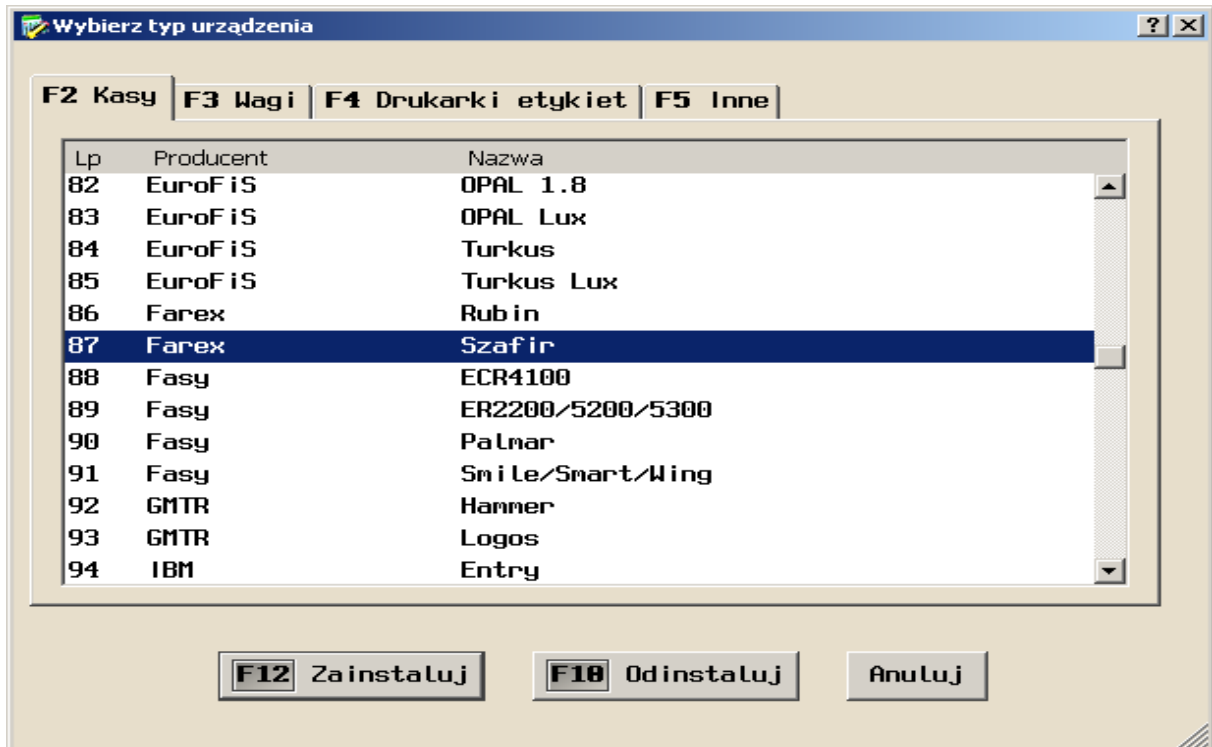 Wybierz typ urządzenia
F2 Kasy F3 Wagi F4 Drukarki etykiet F5 Inne
Lp Producent Nazwa
82 EuroFiS OPAL 1.8
83 EuroFiS OPAL Lux
84 EuroFiS Turkus
85 EuroFiS Turkus Lux
86 Farex Rubin
87 Farex Szafir
88 Fasy ECR4100
89 Fasy ER2200/5200/5300
90 Fasy Palmar
91 Fasy Smile/Smart/Wing
92 GMTR Hammer
93 GMTR Logos
94 IBM Entry
F12 Zainstaluj F10 Odinstaluj Anuluj